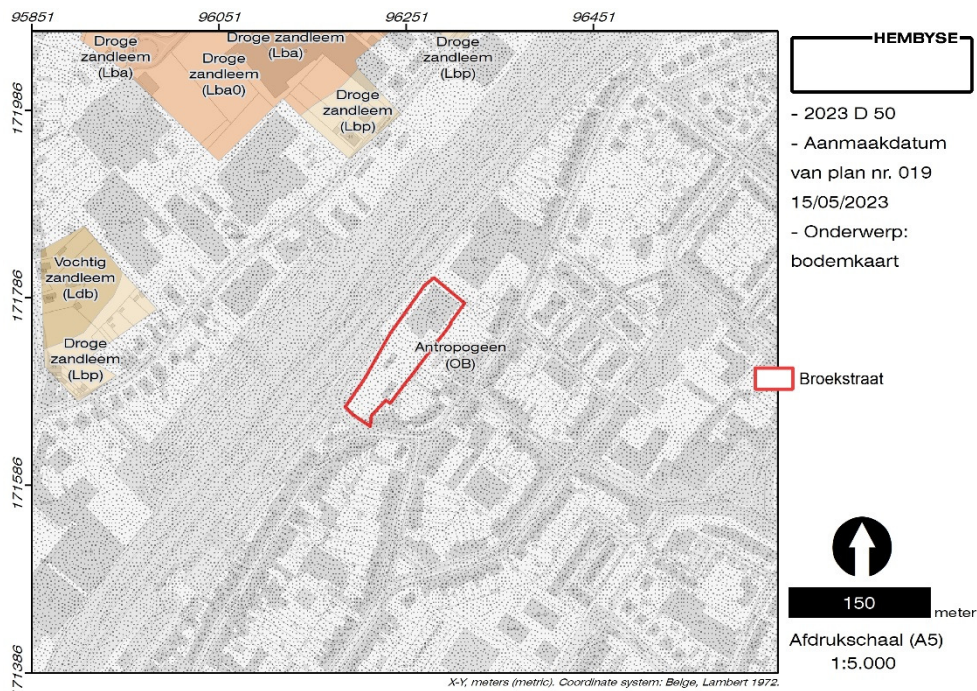 95851
96051
96251
96451
171986
171786
171586
171386
Droge
zandleem
(Lba)
Droge
zandleem
(Lba0)
Droge zandleem
(Lba)
Droge
zandleem
(Lbp)
Droge
zandleem
(Lbp)
Vochtig
zandleem
(Ldb)
Droge
zandleem
(Lbp)
Antropogeen
(OB)
X-Y, meters (metric). Coordinate system: Belge, Lambert 1972.
HEMBYSE
- 2023 D 50
- Aanmaakdatum
van plan nr. 019
15/05/2023
- Onderwerp:
bodemkaart
Broekstraat
150
meter
Afdrukschaal (A5)
1:5.000